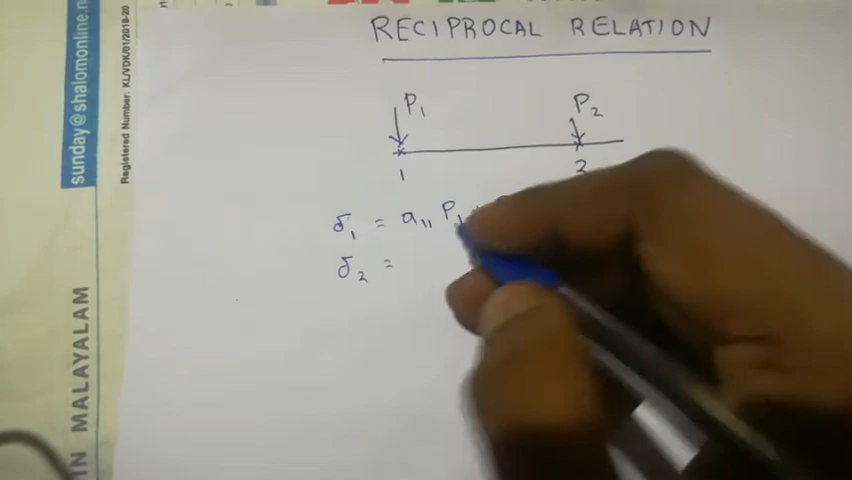 sunday@shalomonline.n
Registered Number: KL/VDK/01/2018-20
IN MALAYALAM
RECIPROCAL RELATION
P₁ P₂
1 2
δ₁ = a₁₁ P₁
δ₂ =